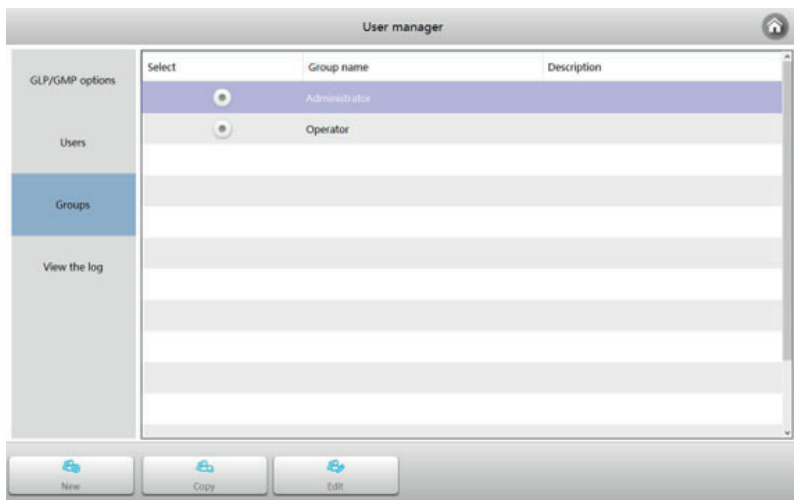 User manager
GLP/GMP options
Users
Groups
View the log
Select Group name Description
Administrator
Operator
New Copy Edit